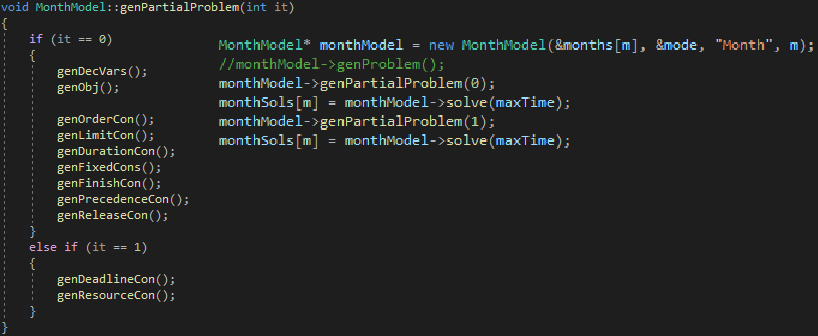 void MonthModel::genPartialProblem(int it)
{
if (it == 0)
{
genDecVars();
genObj();
genOrderCon();
genLimitCon();
genDurationCon();
genFixedCons();
genFinishCon();
genPrecedenceCon();
genReleaseCon();
}
else if (it == 1)
{
genDeadlineCon();
genResourceCon();
}
}
MonthModel* monthModel = new MonthModel(&months[m], &mode, "Month", m);
//monthModel->genProblem();
monthModel->genPartialProblem(0);
monthSols[m] = monthModel->solve(maxTime);
monthModel->genPartialProblem(1);
monthSols[m] = monthModel->solve(maxTime);